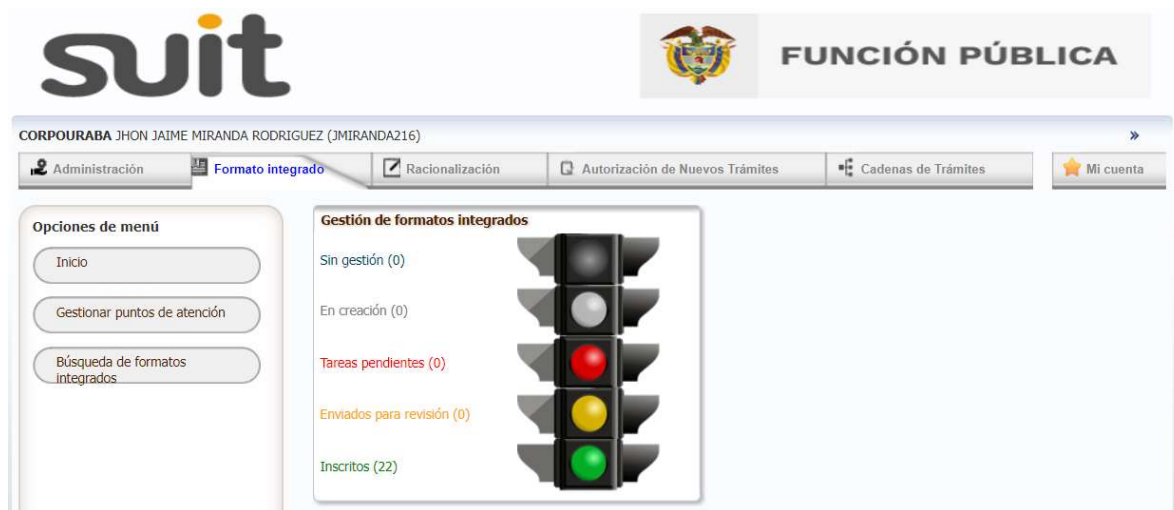 suit
FUNCIÓN PÚBLICA
CORPOURABA JHON JAIME MIRANDA RODRIGUEZ (JMIRANDA216)
»
Administración
Formato integrado
Racionalización
Autorización de Nuevos Trámites
Cadenas de Trámites
Mi cuenta
Opciones de menú
Inicio
Gestionar puntos de atención
Búsqueda de formatos
integrados
Gestión de formatos integrados
Sin gestión (0)
En creación (0)
Tareas pendientes (0)
Enviados para revisión (0)
Inscritos (22)